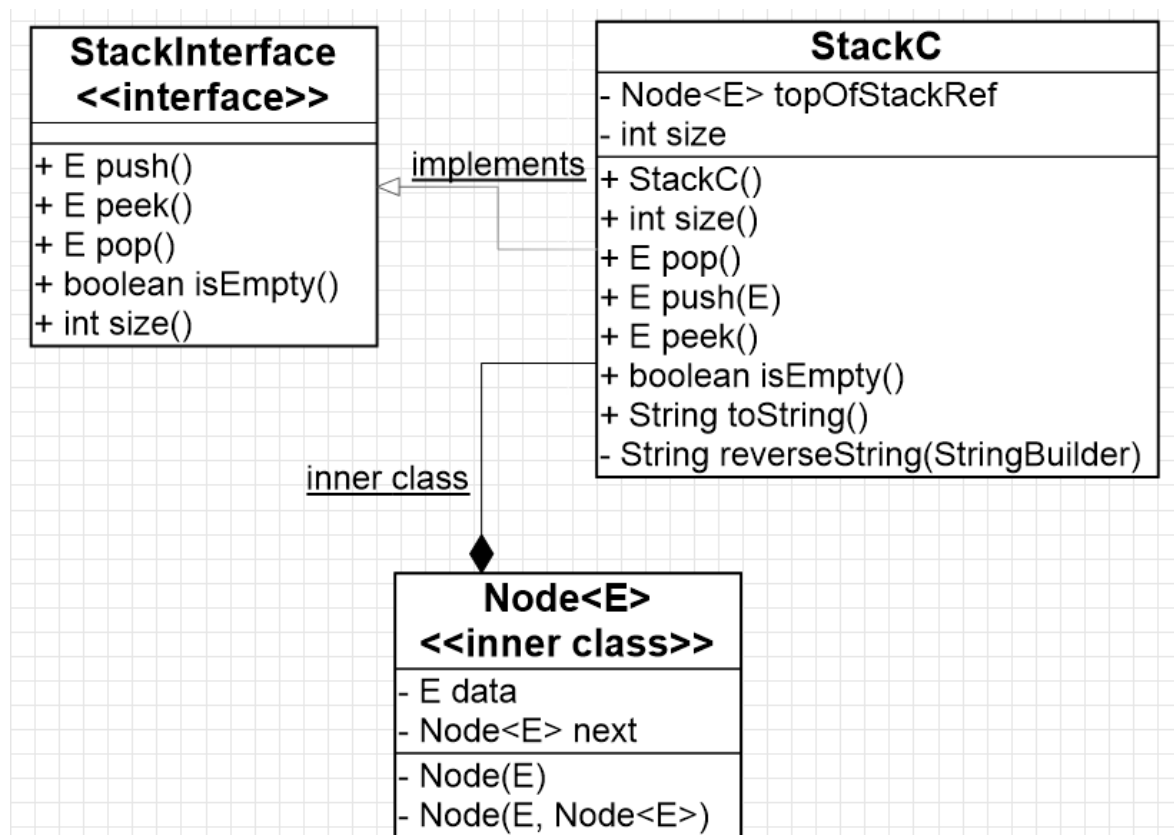 StackInterface
<<interface>>
+ E push()
+ E peek()
+ E pop()
+ boolean isEmpty()
+ int size()
implements
StackC
- Node<E> topOfStackRef
- int size
+ StackC()
+ int size()
+ E pop()
+ E push(E)
+ E peek()
+ boolean isEmpty()
+ String toString()
- String reverseString(StringBuilder)
inner class
Node<E>
<<inner class>>
- E data
- Node<E> next
- Node(E)
- Node(E, Node<E>)